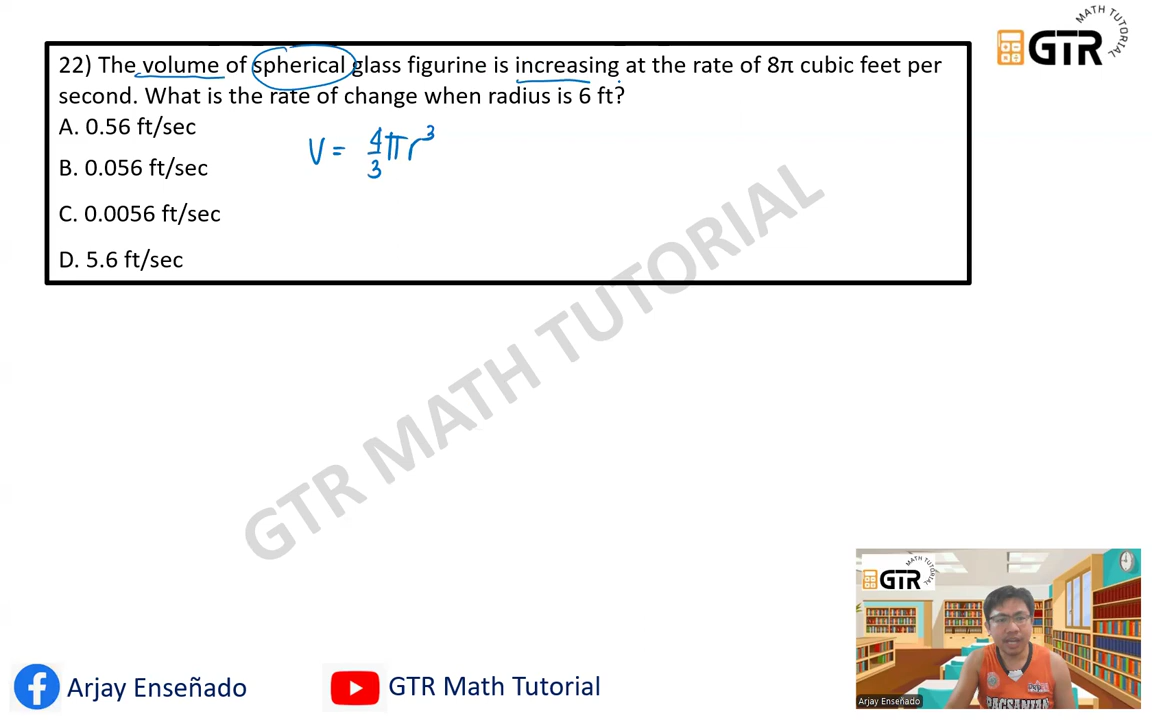 MATH TUTORIAL
GTR
22) The volume of spherical glass figurine is increasing at the rate of 8π cubic feet per
second. What is the rate of change when radius is 6 ft?
A. 0.56 ft/sec
V = 4/3 πr³
B. 0.056 ft/sec
C. 0.0056 ft/sec
D. 5.6 ft/sec
GTR MATH TUTORIAL
MATH TUTORIAL
GTR
Arjay Enseñado
GTR Math Tutorial
Arjay Enseñado